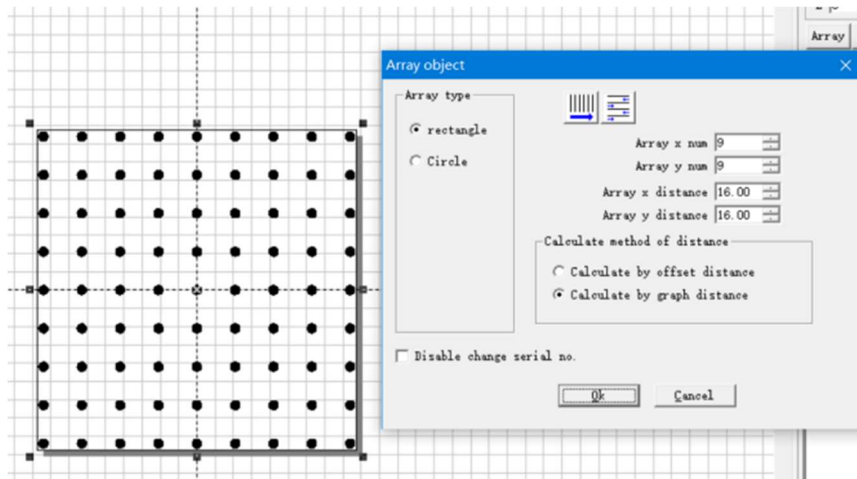 Array
Array object
Array type
rectangle
Circle
Array x num 9
Array y num 9
Array x distance 16.00
Array y distance 16.00
Calculate method of distance
Calculate by offset distance
Calculate by graph distance
Disable change serial no.
Ok
Cancel